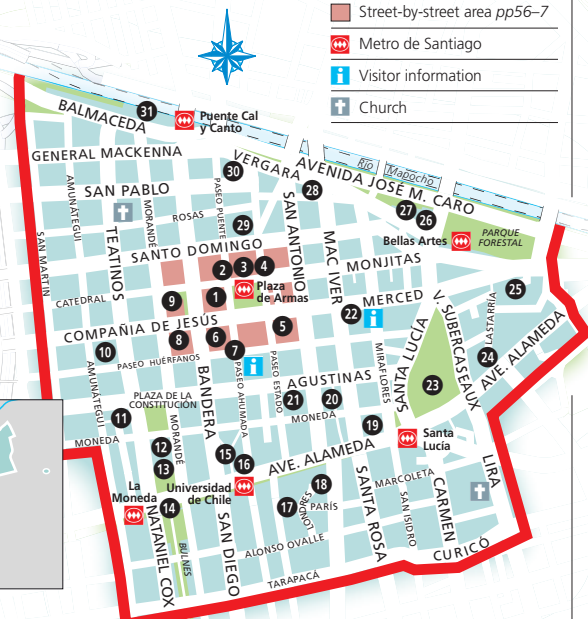 Street-by-street area pp56–7
Metro de Santiago
i Visitor information
Church
31
BALMACEDA
Puente Cal
y Canto
GENERAL MACKENNA
VERGARA
AVENIDA JOSÉ M. CARO
Río
Mapocho
30
28
27
26
SAN PABLO
AMUNÁTEGUI
TEATINOS
MORANDÉ
ROSAS
PASEO PUENTE
29
SAN ANTONIO
MAC IVER
Bellas Artes
PARQUE
FORESTAL
SAN MARTÍN
SANTO DOMINGO
MONJITAS
2
3
4
Plaza
de Armas
CATEDRAL
9
1
MERCED
25
COMPAÑIA DE JESÚS
22
i
SANTA LUCÍA
V. SUBERCASEAUX
LASTARRÍA
5
6
8
7
10
PASEO HUÉRFANOS
i
AMUNÁTEGUI
BANDERA
PASEO AHUMADA
PASEO ESTADO
MIRAFLORES
24
AVE. ALAMEDA
AGUSTINAS
23
PLAZA DE LA
CONSTITUCIÓN
21
20
MONEDA
11
19
MONEDA
MORANDÉ
12
13
15
16
AVE. ALAMEDA
Santa
Lucía
La
Moneda
Universidad
de Chile
18
MARCOLETA
LIRA
14
17
LONDRES
PARÍS
SANTA ROSA
SAN ISIDRO
CARMEN
NATANIEL COX
BULNES
SAN DIEGO
ALONSO OVALLE
CURICÓ
TARAPACÁ